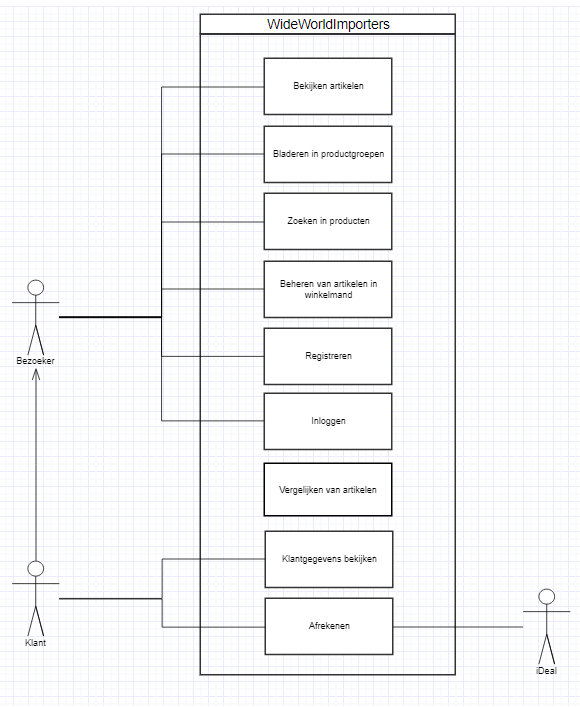 WideWorldImporters
Bekijken artikelen
Bladeren in productgroepen
Zoeken in producten
Beheren van artikelen in
winkelmand
Bezoeker
Registreren
Inloggen
Vergelijken van artikelen
Klantgegevens bekijken
Afrekenen
Klant
iDeal